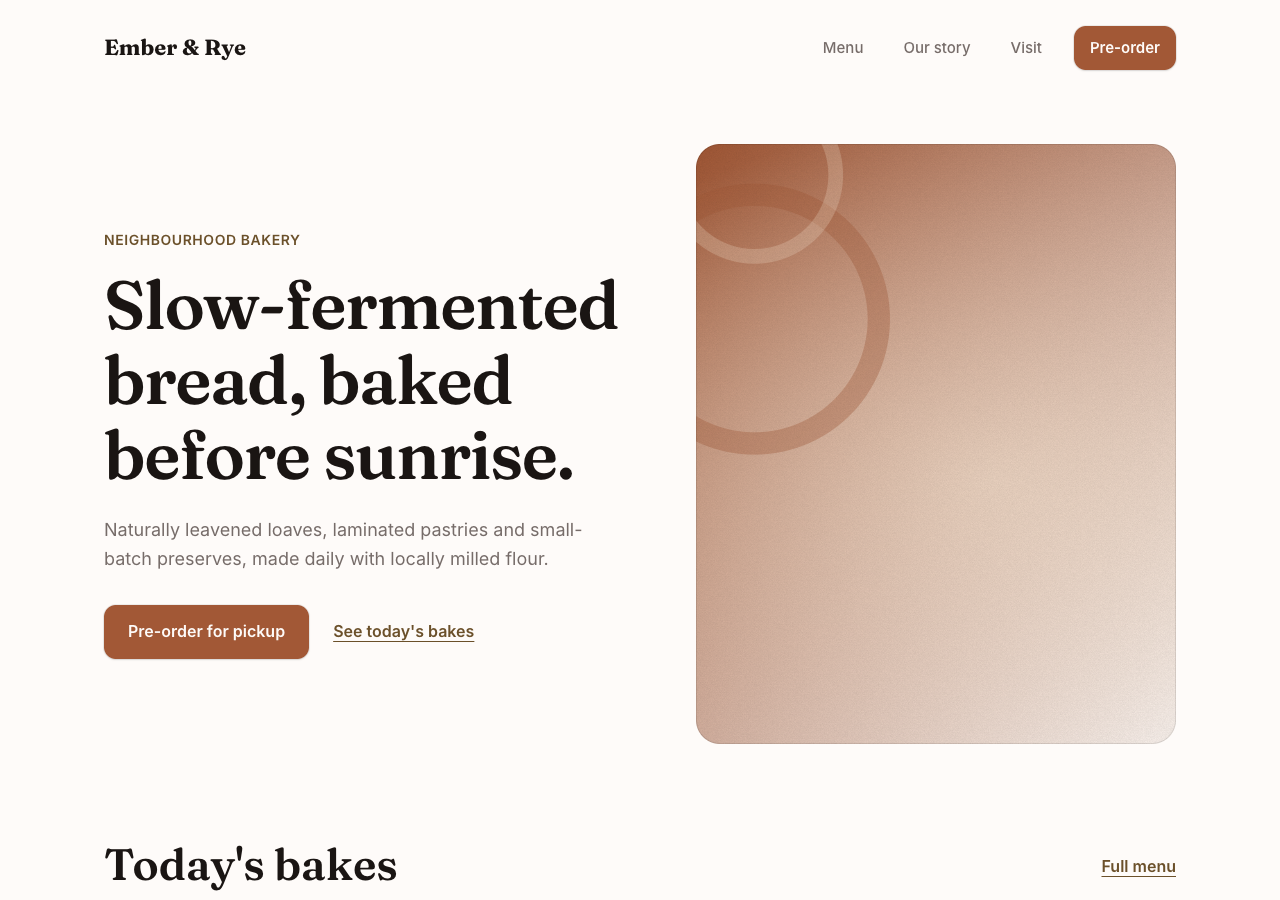 Ember & Rye
Menu
Our story
Visit
Pre-order
NEIGHBOURHOOD BAKERY
Slow-fermented
bread, baked
before sunrise.
Naturally leavened loaves, laminated pastries and small-
batch preserves, made daily with locally milled flour.
Pre-order for pickup
See today's bakes
Today's bakes
Full menu